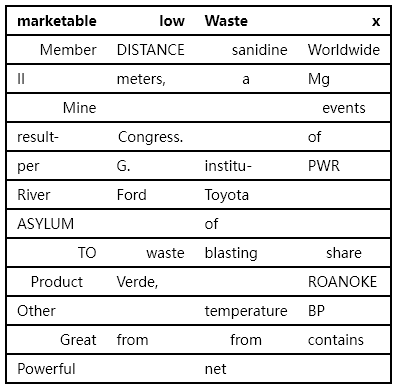 marketable low Waste x
Member DISTANCE sanidine Worldwide
II meters, a Mg
Mine events
result- Congress. of
per G. institu- PWR
River Ford Toyota
ASYLUM of
TO waste blasting share
Product Verde, ROANOKE
Other temperature BP
Great from from contains
Powerful net